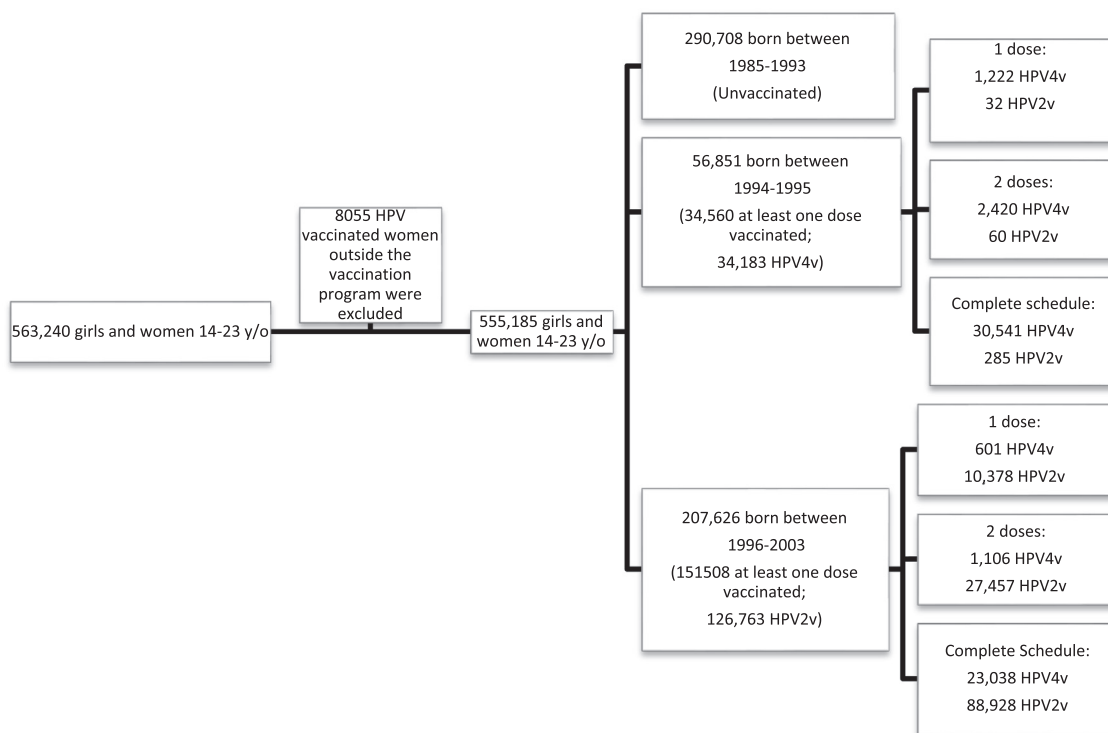 563,240 girls and women 14-23 y/o
8055 HPV
vaccinated women
outside the
vaccination
program were
excluded
555,185 girls and
women 14-23 y/o
290,708 born between
1985-1993
(Unvaccinated)
56,851 born between
1994-1995
(34,560 at least one dose
vaccinated;
34,183 HPV4v)
1 dose:
1,222 HPV4v
32 HPV2v
2 doses:
2,420 HPV4v
60 HPV2v
Complete schedule:
30,541 HPV4v
285 HPV2v
207,626 born between
1996-2003
(151508 at least one dose
vaccinated;
126,763 HPV2v)
1 dose:
601 HPV4v
10,378 HPV2v
2 doses:
1,106 HPV4v
27,457 HPV2v
Complete Schedule:
23,038 HPV4v
88,928 HPV2v